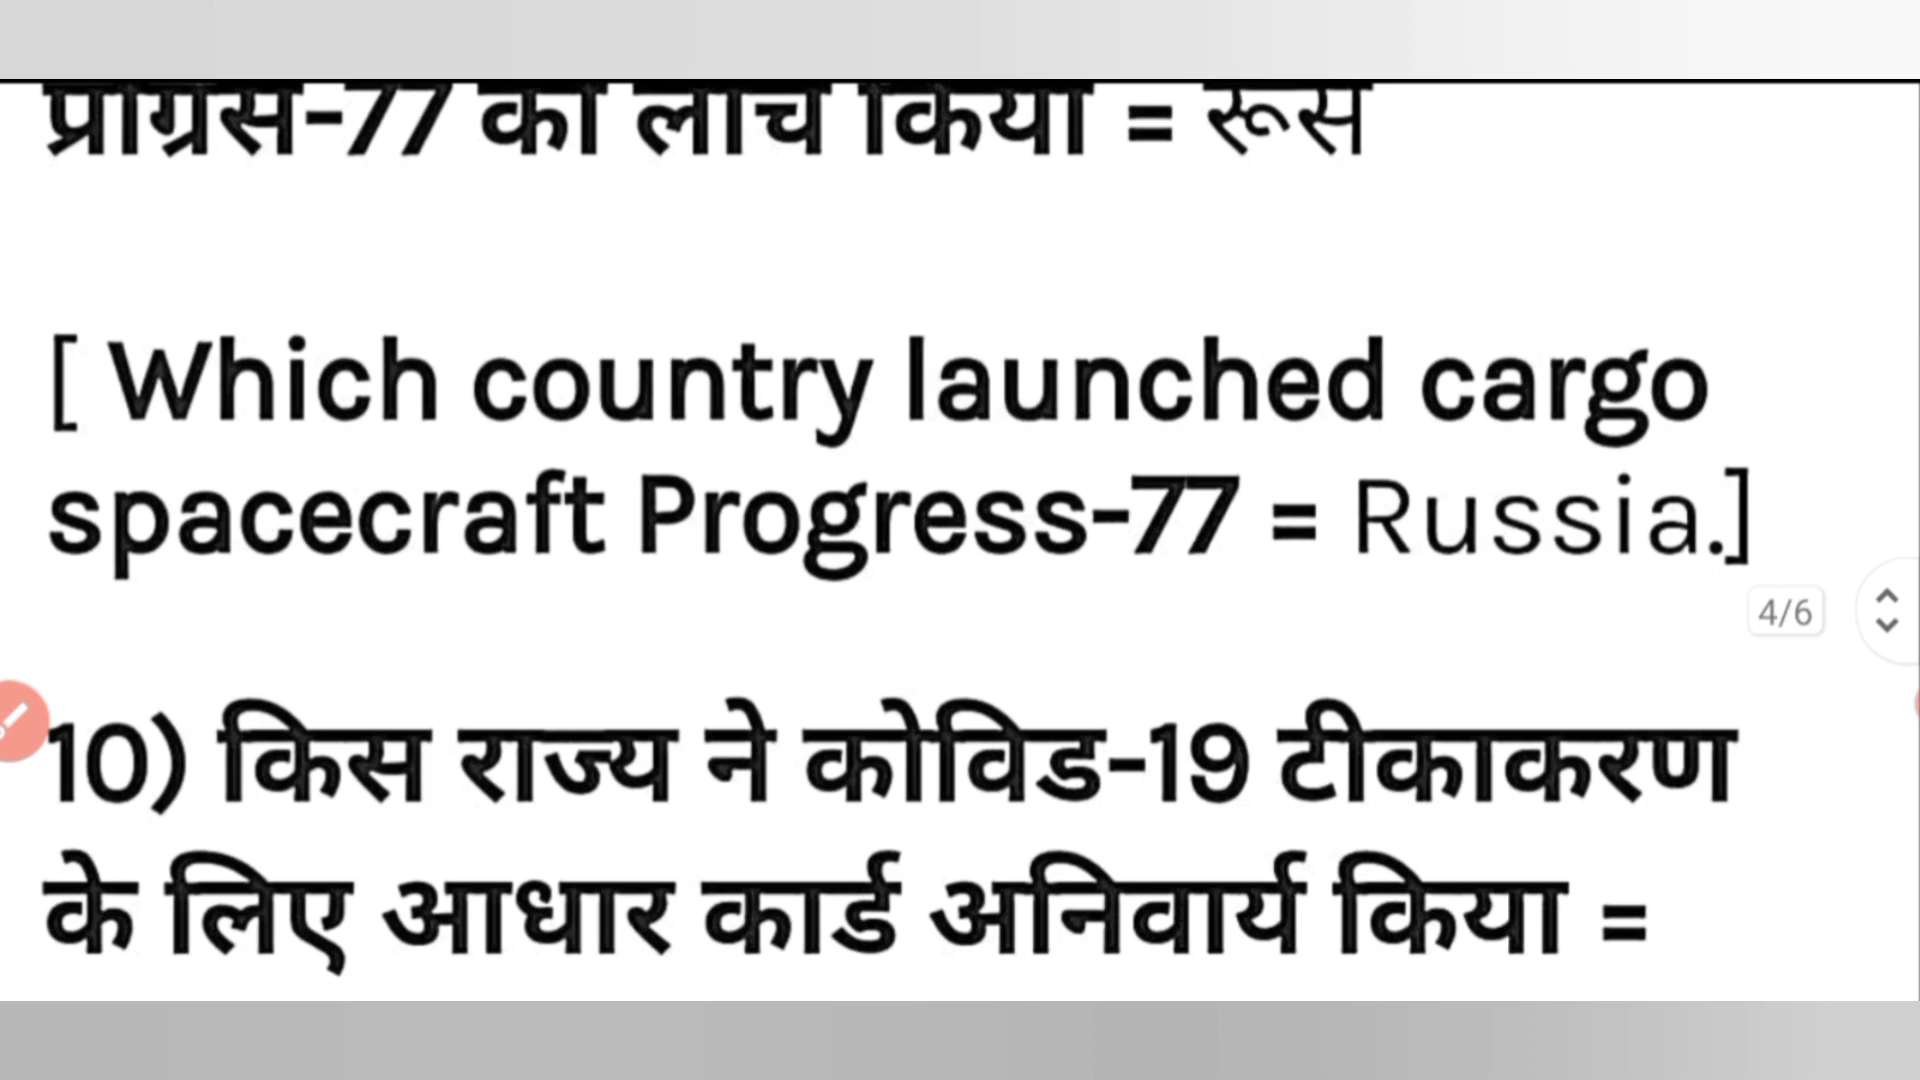 प्रोग्रेस-77 को लॉंच किया = रूस
[ Which country launched cargo
spacecraft Progress-77 = Russia.]
4/6
10) किस राज्य ने कोविड-19 टीकाकरण
के लिए आधार कार्ड अनिवार्य किया =